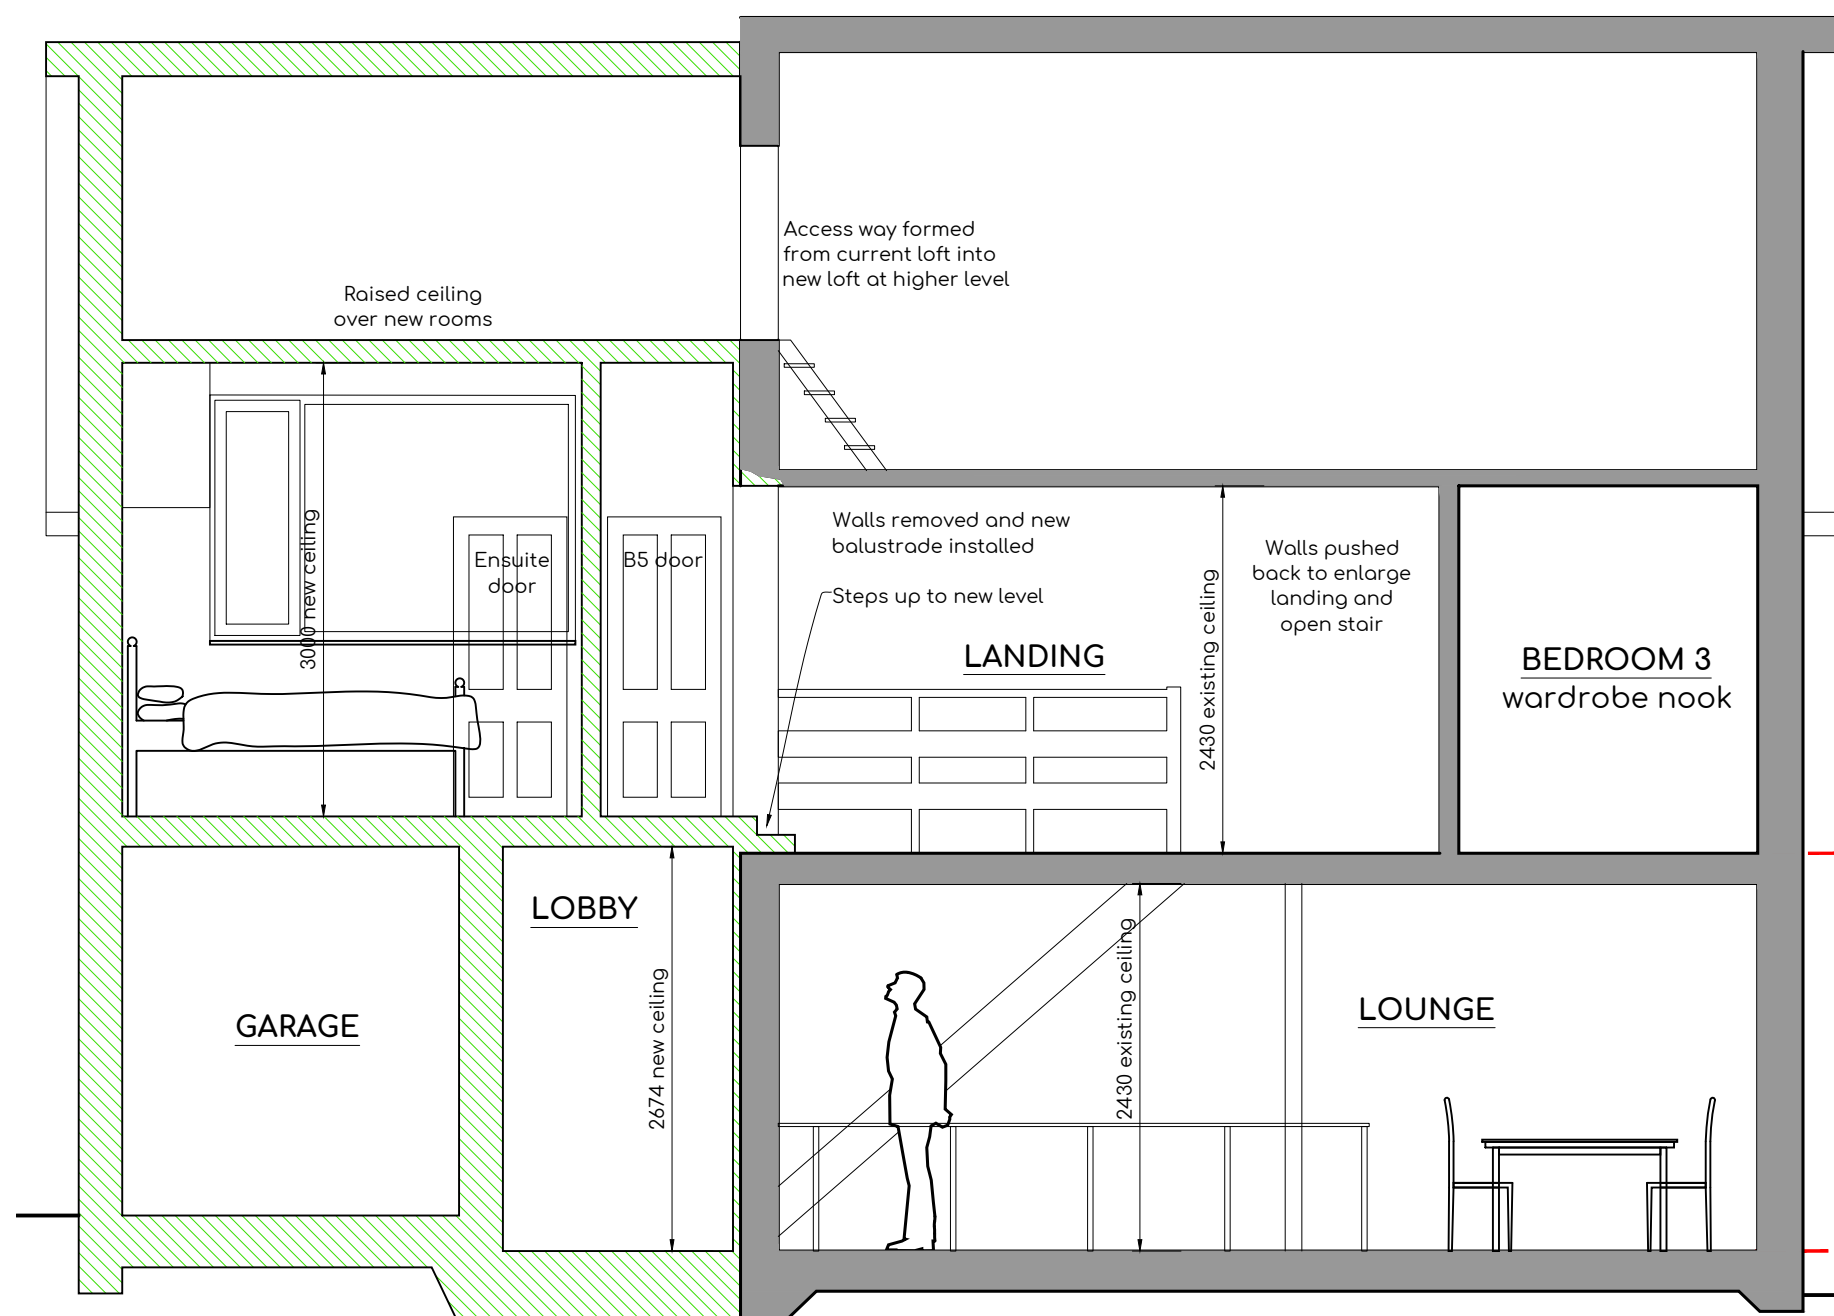 Access way formed
from current loft into
new loft at higher level
Raised ceiling
over new rooms
3000 new ceiling
Ensuite
door
B5 door
Walls removed and new
balustrade installed
Steps up to new level
LANDING
2430 existing ceiling
Walls pushed
back to enlarge
landing and
open stair
BEDROOM 3
wardrobe nook
LOBBY
GARAGE
2674 new ceiling
2430 existing ceiling
LOUNGE